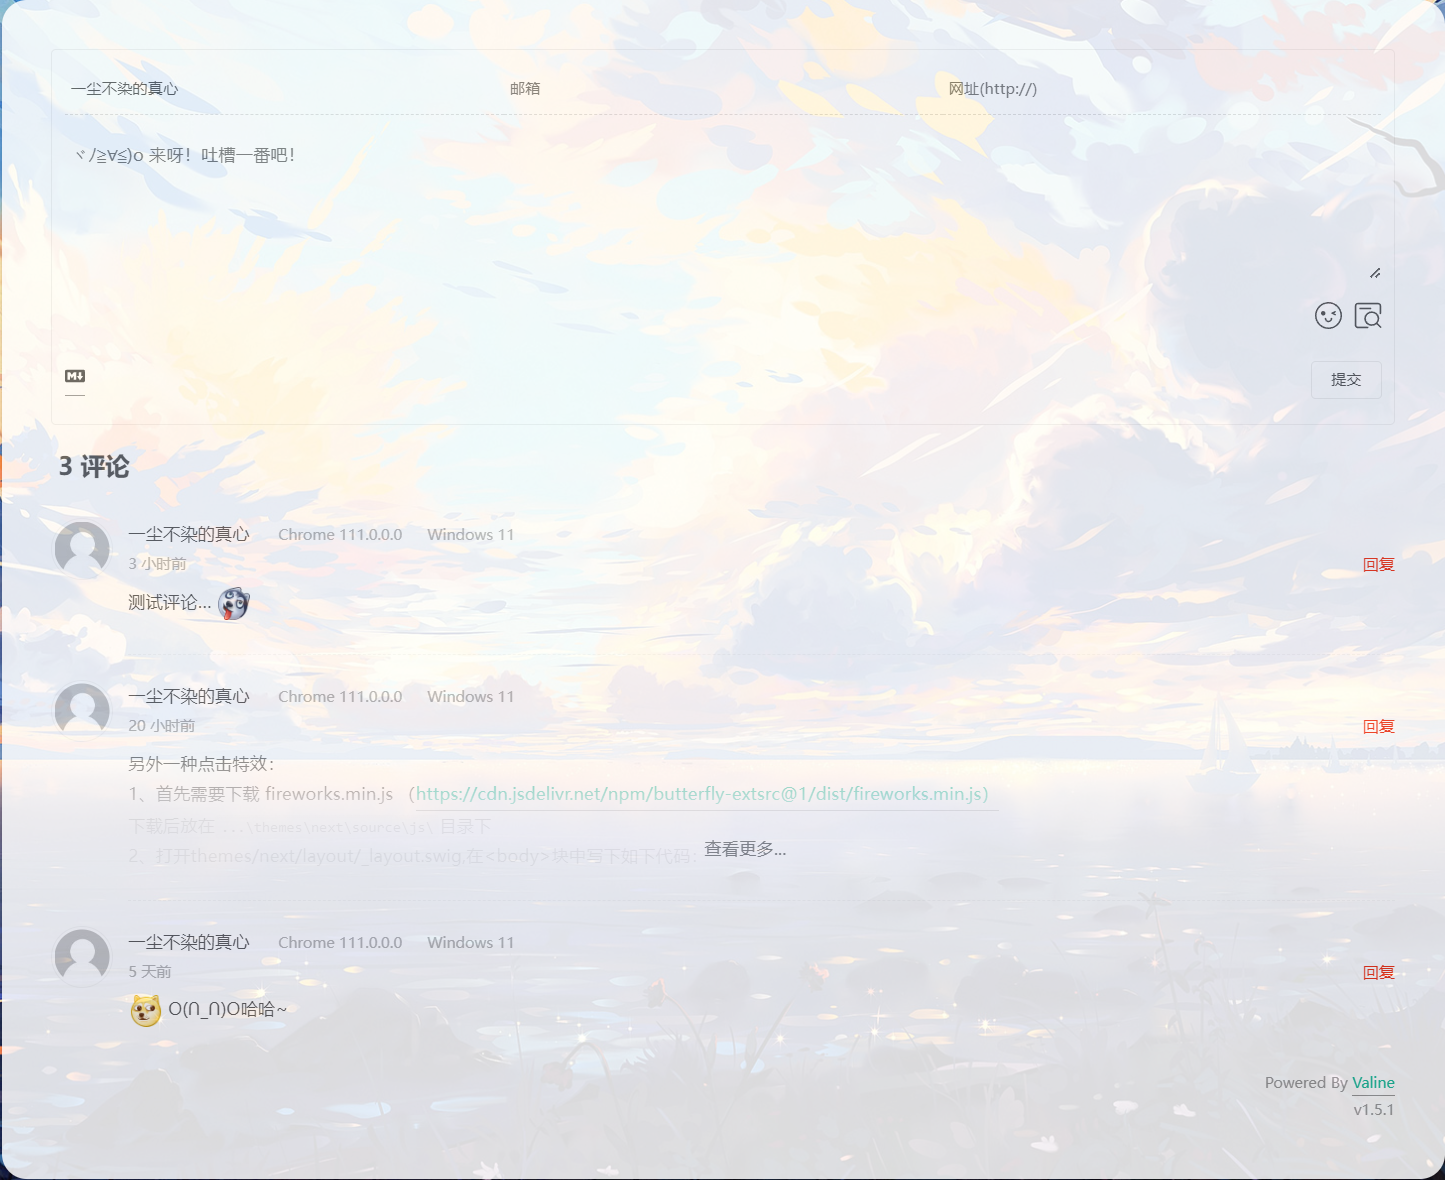 一尘不染的真心 邮箱 网址(http://)
ヾﾉ≧∀≦)o 来呀！吐槽一番吧！
M↓
提交
3 评论
一尘不染的真心 Chrome 111.0.0.0 Windows 11
3 小时前 回复
测试评论...
一尘不染的真心 Chrome 111.0.0.0 Windows 11
20 小时前 回复
另外一种点击特效：
1、首先需要下载 fireworks.min.js （https://cdn.jsdelivr.net/npm/butterfly-extsrc@1/dist/fireworks.min.js）
下载后放在 ...\themes\next\source\js\ 目录下
2、打开themes/next/layout/_layout.swig,在<body>块中写下如下代码：
查看更多...
一尘不染的真心 Chrome 111.0.0.0 Windows 11
5 天前 回复
O(∩_∩)O哈哈~
Powered By Valine
v1.5.1